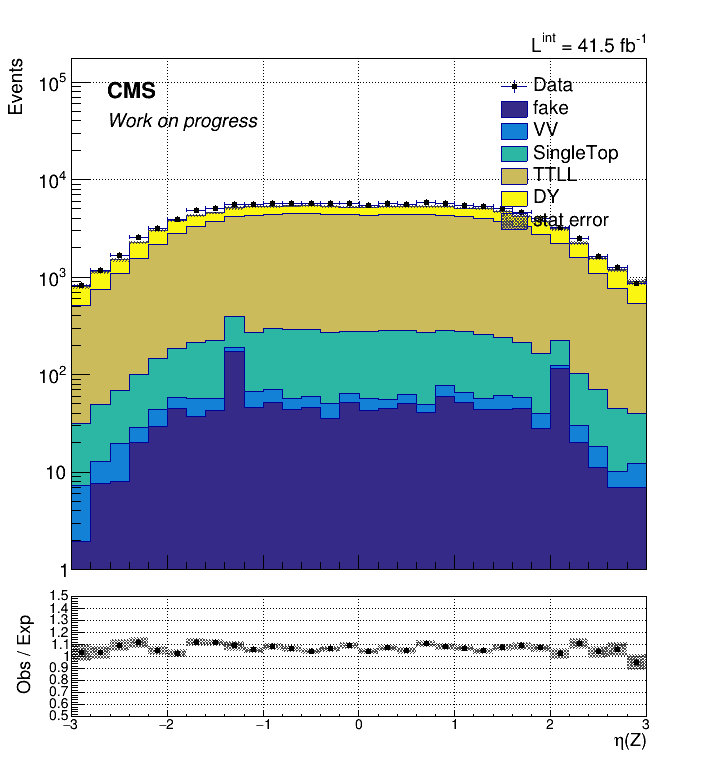 L^int = 41.5 fb^-1
Events
CMS
Work on progress
Data
fake
VV
SingleTop
TTLL
DY
stat error
10^5
10^4
10^3
10^2
10
1
Obs / Exp
1.5
1.4
1.3
1.2
1.1
1
0.9
0.8
0.7
0.6
0.5
−3 −2 −1 0 1 2 3
η(Z)